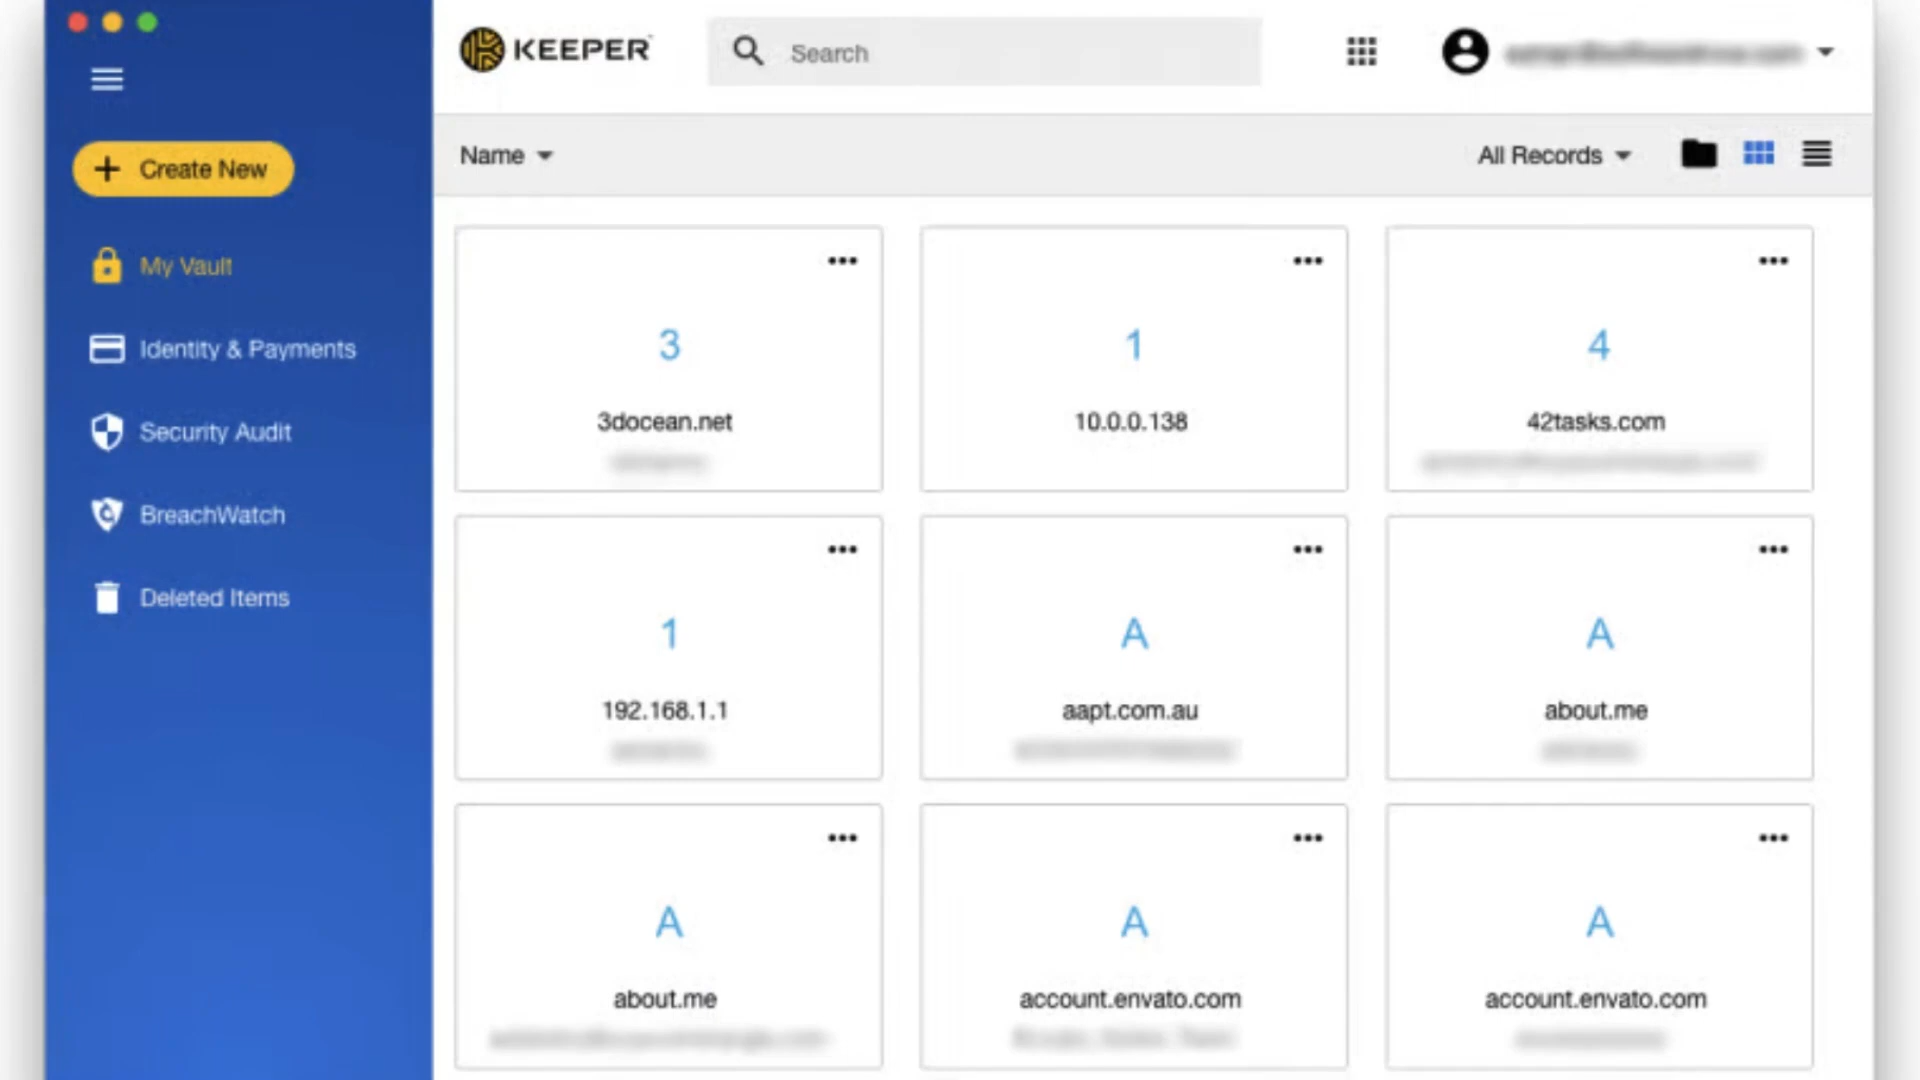 KEEPER
Search
Create New
My Vault
Identity & Payments
Security Audit
BreachWatch
Deleted Items
Name
All Records
3
3docean.net
1
10.0.0.138
4
42tasks.com
1
192.168.1.1
A
aapt.com.au
A
about.me
A
about.me
A
account.envato.com
A
account.envato.com